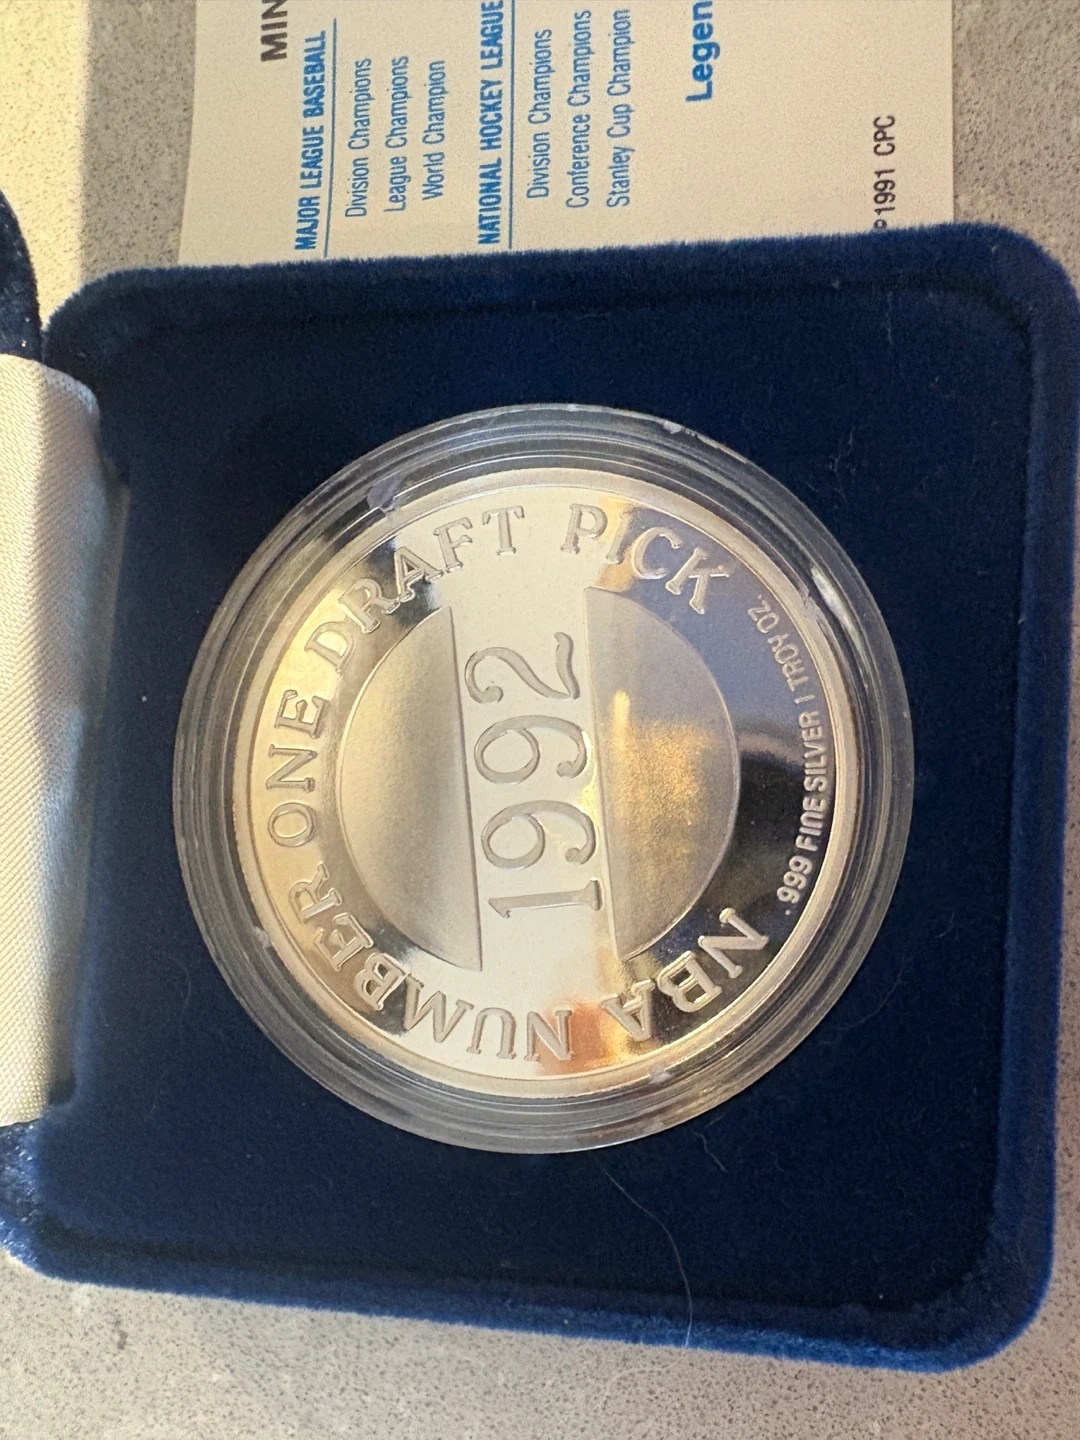 MIN
MAJOR LEAGUE BASEBALL
Division Champions
League Champions
World Champion
NATIONAL HOCKEY LEAGUE
Division Champions
Conference Champions
Stanley Cup Champion
Legen
©1991 CPC
NBA NUMBER ONE DRAFT PICK
1992
.999 FINE SILVER 1 TROY OZ.